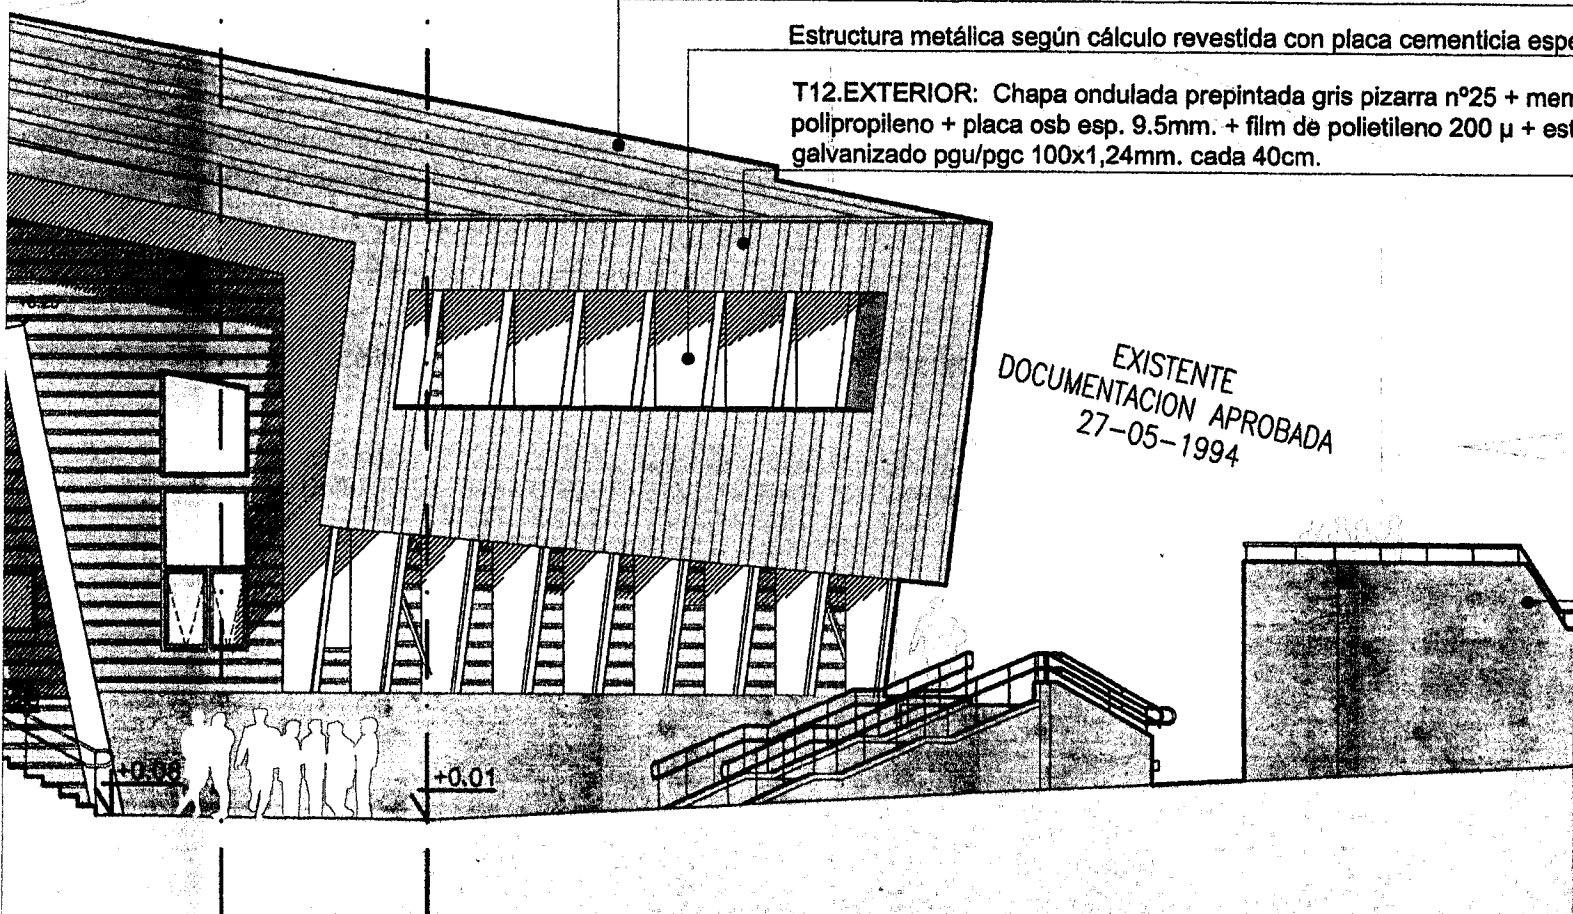 Estructura metálica según cálculo revestida con placa cementicia espe
T12.EXTERIOR: Chapa ondulada prepintada gris pizarra nº25 + mem
polipropileno + placa osb esp. 9.5mm. + film de polietileno 200 µ + est
galvanizado pgu/pgc 100x1,24mm. cada 40cm.
EXISTENTE
DOCUMENTACION APROBADA
27-05-1994
+0.08
+0.01